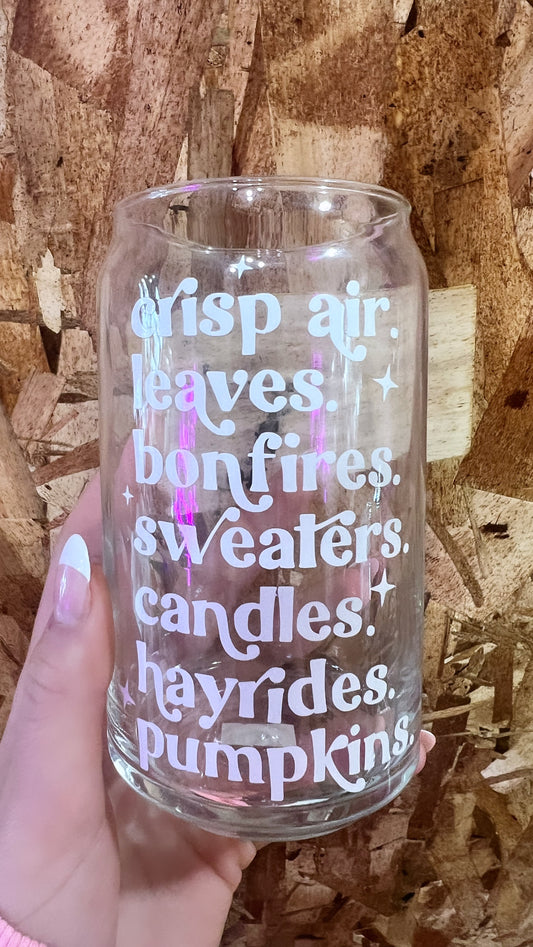 crisp air.
leaves.
bonfires.
sweaters.
candles.
hayrides.
pumpkins.